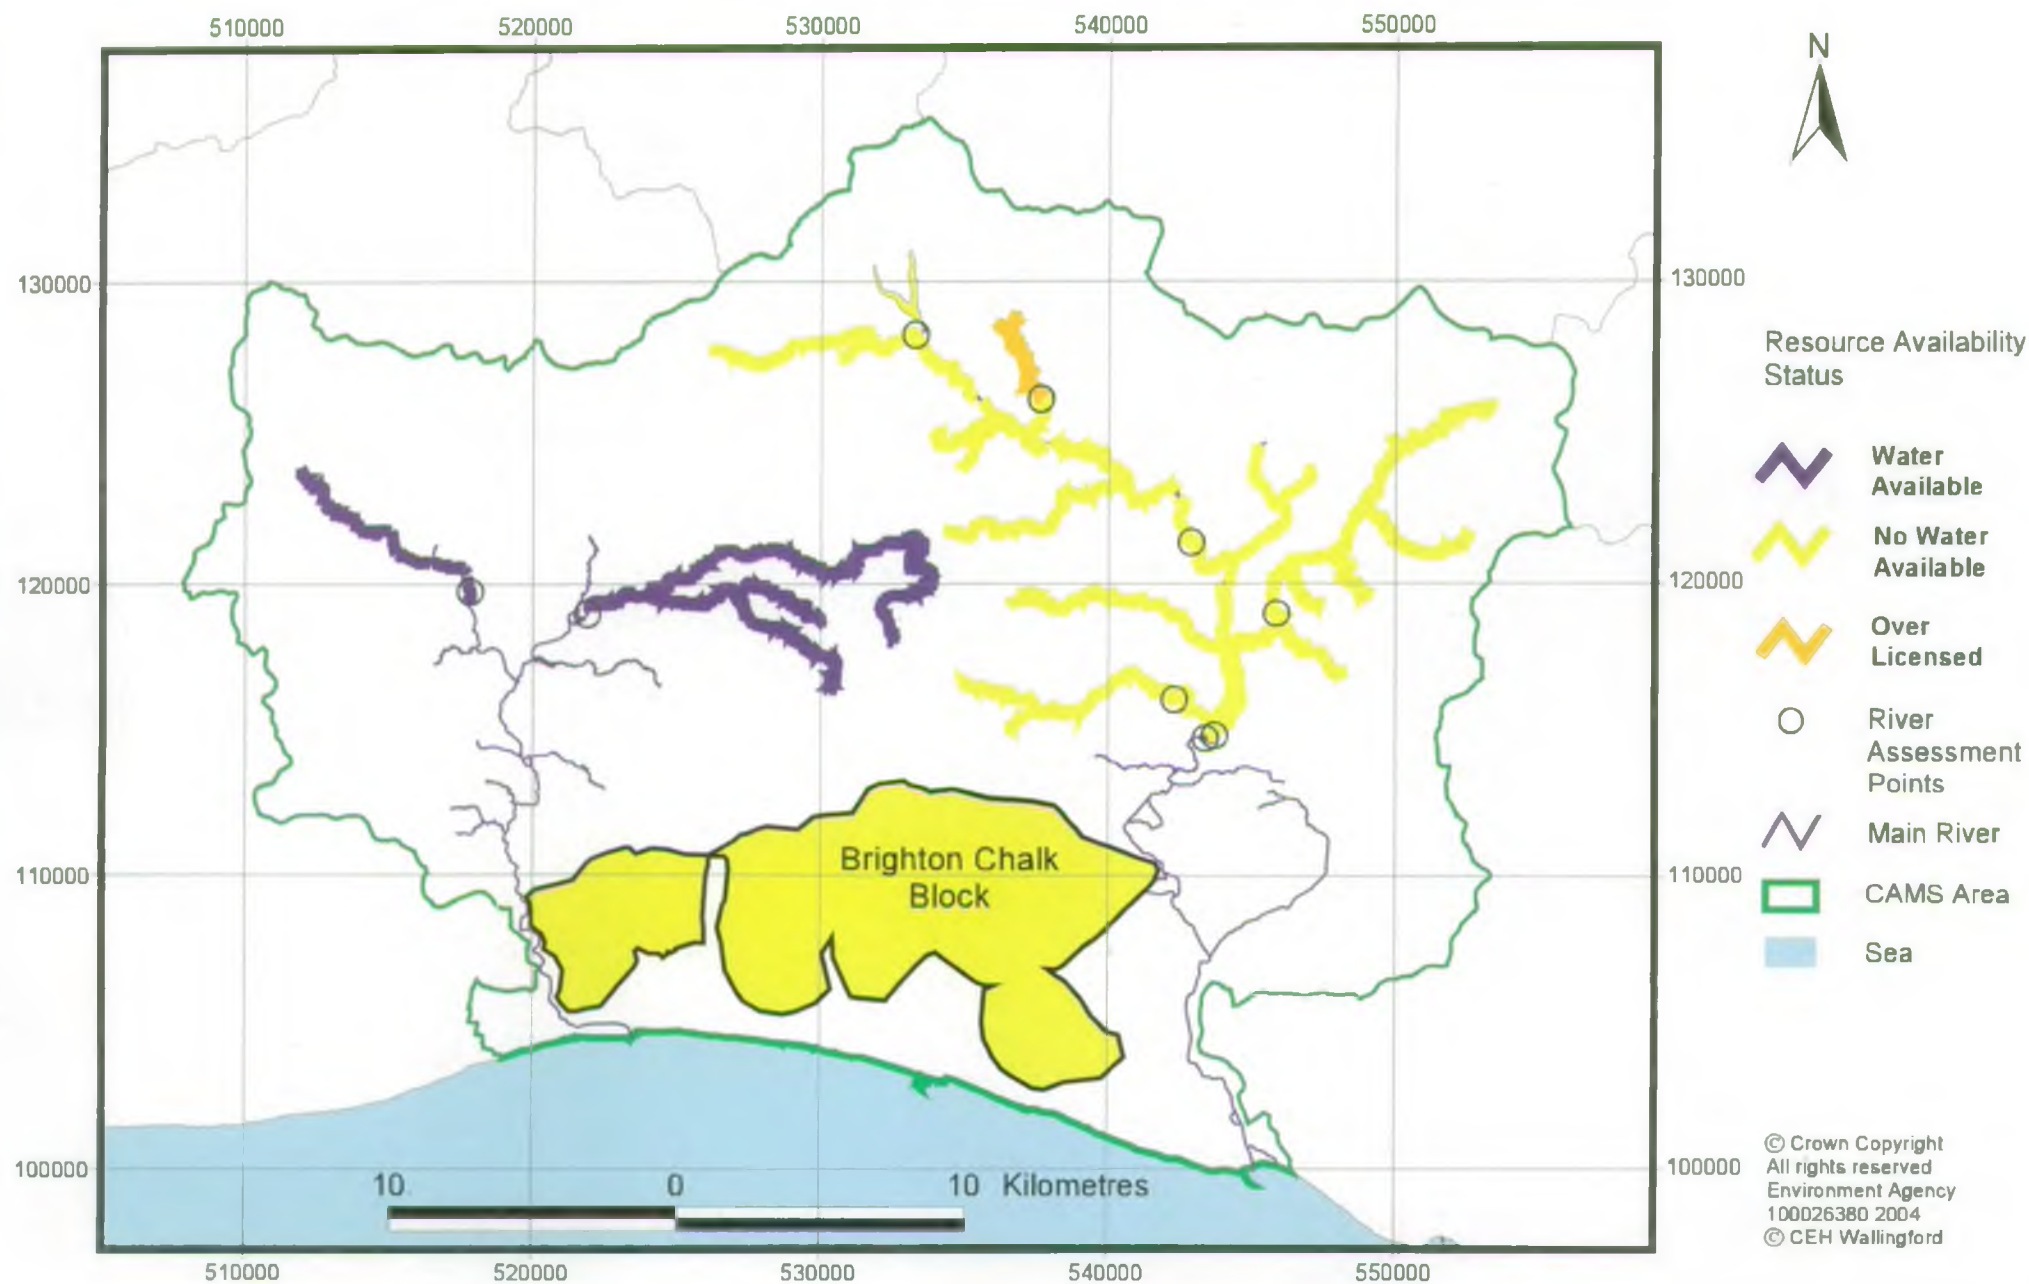 510000 520000 530000 540000 550000
N
130000 130000
Resource Availability
Status
Water
Available
No Water
Available
120000 120000
Over
Licensed
River
Assessment
Points
Main River
Brighton Chalk
Block
110000 110000
CAMS Area
Sea
100000 100000
10 0 10 Kilometres
© Crown Copyright
All rights reserved
Environment Agency
100026380 2004
© CEH Wallingford
510000 520000 530000 540000 550000